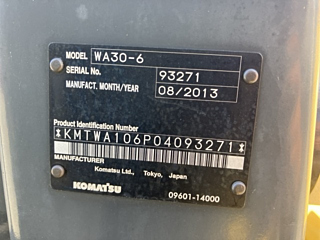 MODEL WA30-6
SERIAL No. 93271
MANUFACT. MONTH/YEAR 08/2013
Product Identification Number
*KMTWA106P04093271*
MANUFACTURER
Komatsu Ltd., Tokyo, Japan
KOMATSU
09601-14000